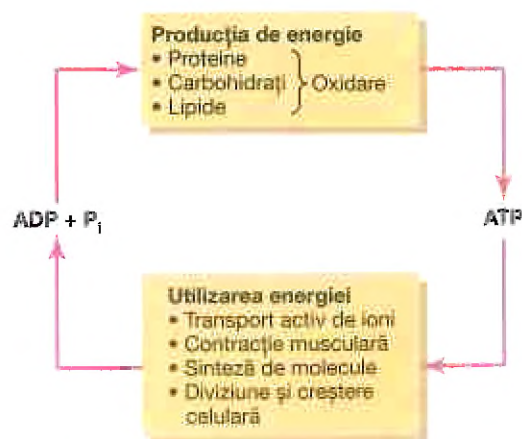 Producția de energie
• Proteine
• Carbohidrați } Oxidare
• Lipide
ADP + Pi
ATP
Utilizarea energiei
• Transport activ de ioni
• Contracție musculară
• Sinteză de molecule
• Diviziune și creștere
celulară